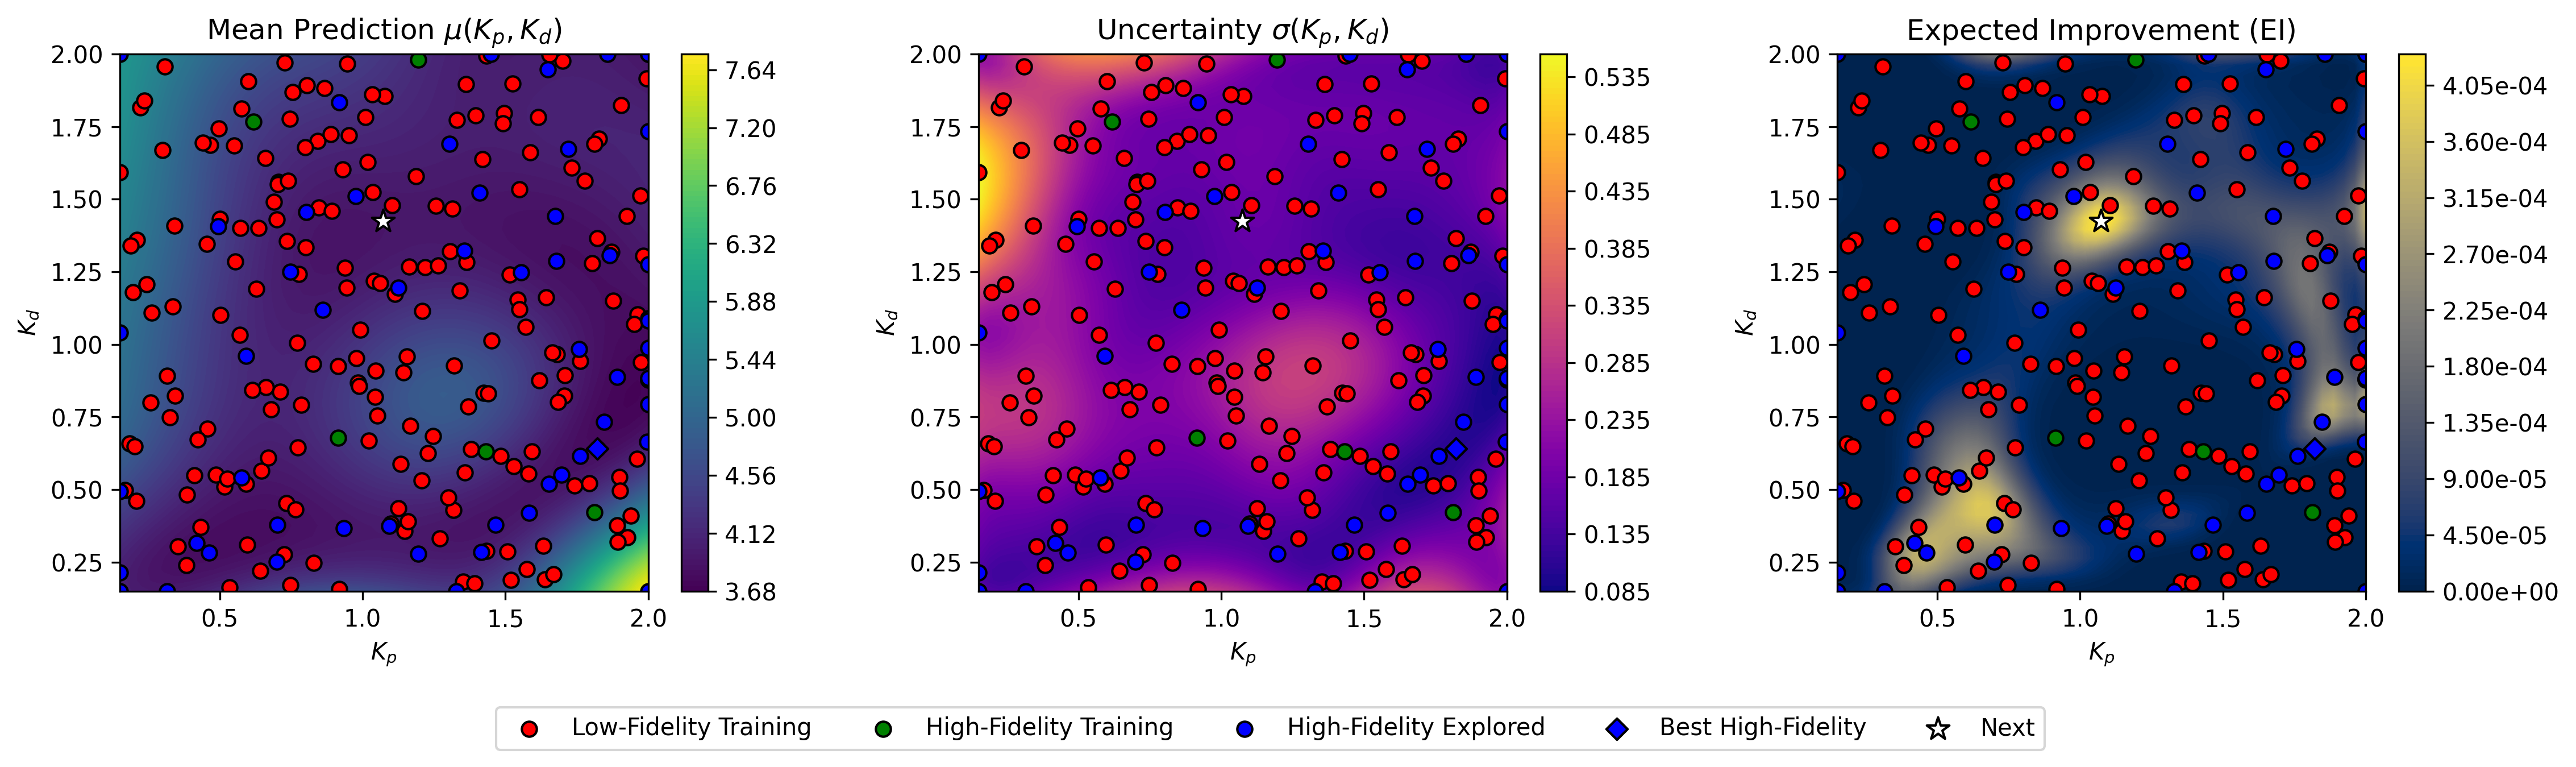 Mean Prediction μ(K_p, K_d)
2.00
1.75
1.50
1.25
1.00
0.75
0.50
0.25
K_d
0.5
1.0
1.5
2.0
K_p
7.64
7.20
6.76
6.32
5.88
5.44
5.00
4.56
4.12
3.68
Uncertainty σ(K_p, K_d)
2.00
1.75
1.50
1.25
1.00
0.75
0.50
0.25
K_d
0.5
1.0
1.5
2.0
K_p
0.535
0.485
0.435
0.385
0.335
0.285
0.235
0.185
0.135
0.085
Expected Improvement (EI)
2.00
1.75
1.50
1.25
1.00
0.75
0.50
0.25
K_d
0.5
1.0
1.5
2.0
K_p
4.05e-04
3.60e-04
3.15e-04
2.70e-04
2.25e-04
1.80e-04
1.35e-04
9.00e-05
4.50e-05
0.00e+00
Low-Fidelity Training
High-Fidelity Training
High-Fidelity Explored
Best High-Fidelity
Next